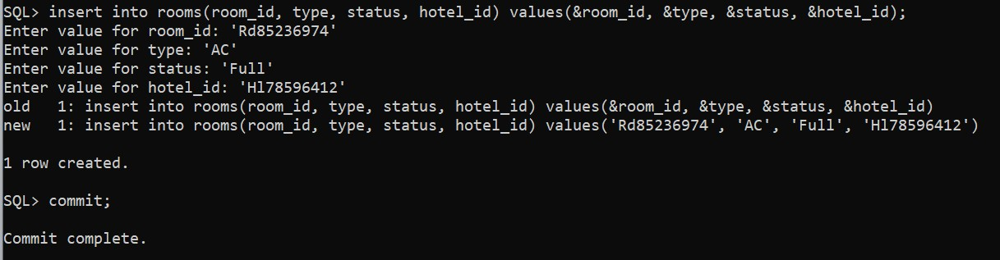 SQL> insert into rooms(room_id, type, status, hotel_id) values(&room_id, &type, &status, &hotel_id);
Enter value for room_id: 'Rd85236974'
Enter value for type: 'AC'
Enter value for status: 'Full'
Enter value for hotel_id: 'Hl78596412'
old   1: insert into rooms(room_id, type, status, hotel_id) values(&room_id, &type, &status, &hotel_id)
new   1: insert into rooms(room_id, type, status, hotel_id) values('Rd85236974', 'AC', 'Full', 'Hl78596412')
1 row created.
SQL> commit;
Commit complete.